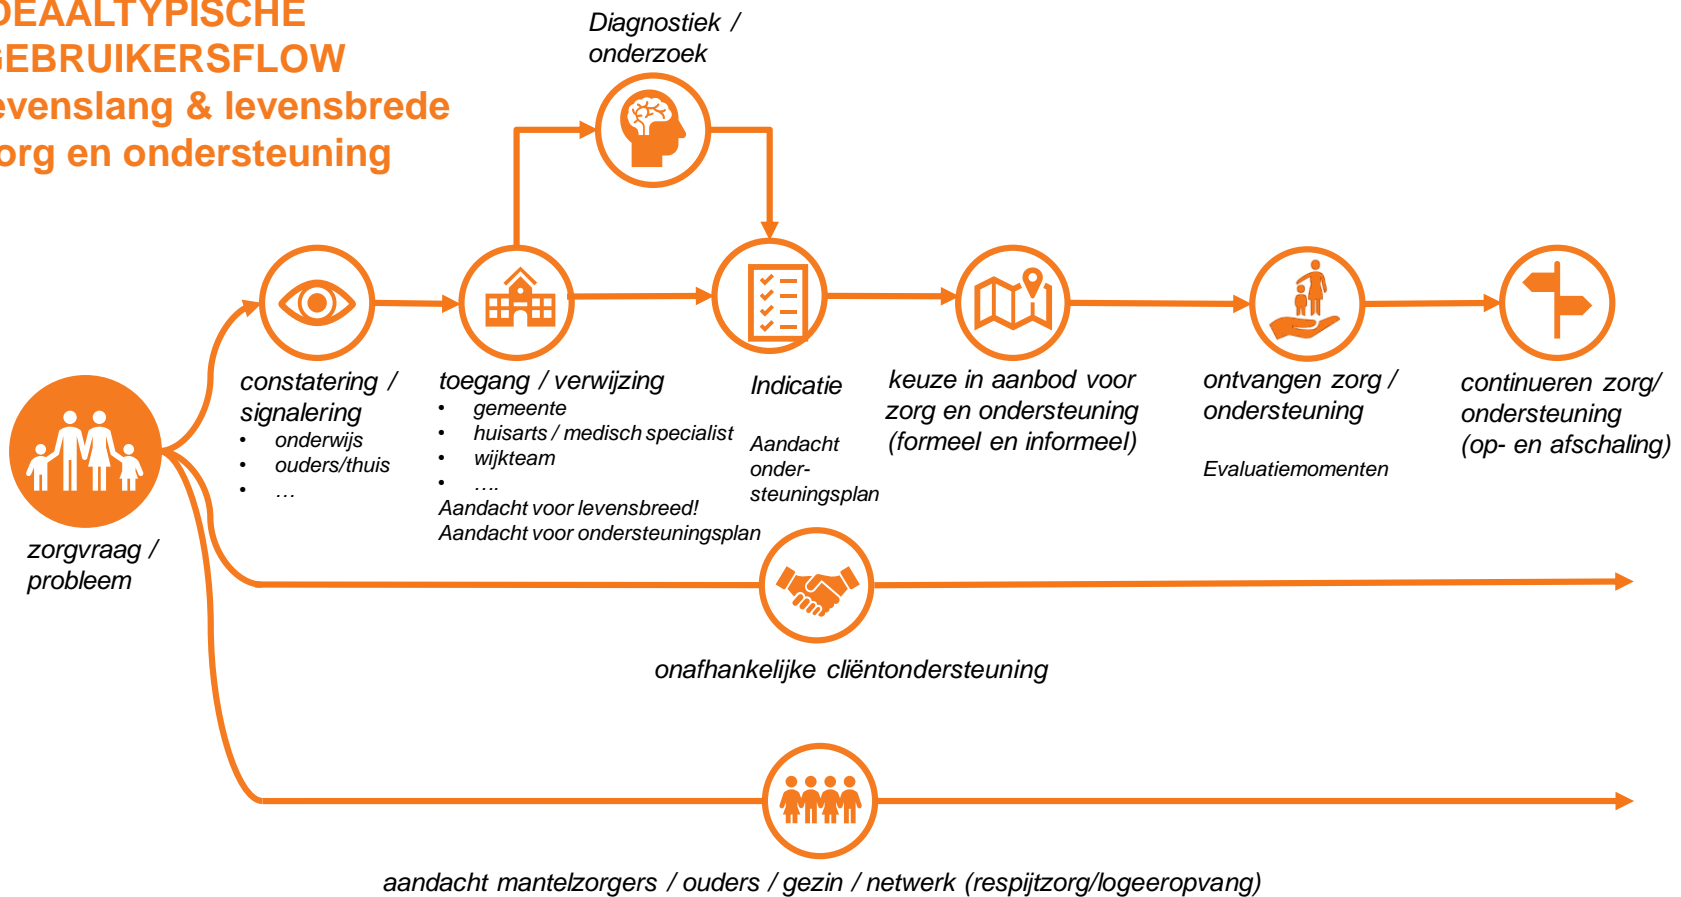 DEAALTYPISCHE
GEBRUIKERSFLOW
evenslang & levensbrede
org en ondersteuning
Diagnostiek /
onderzoek
zorgvraag /
probleem
constatering /
signalering
• onderwijs
• ouders/thuis
• …
toegang / verwijzing
• gemeente
• huisarts / medisch specialist
• wijkteam
• ….
Aandacht voor levensbreed!
Aandacht voor ondersteuningsplan
Indicatie
Aandacht
onder-
steuningsplan
keuze in aanbod voor
zorg en ondersteuning
(formeel en informeel)
ontvangen zorg /
ondersteuning
Evaluatiemomenten
continueren zorg/
ondersteuning
(op- en afschaling)
onafhankelijke cliëntondersteuning
aandacht mantelzorgers / ouders / gezin / netwerk (respijtzorg/logeeropvang)